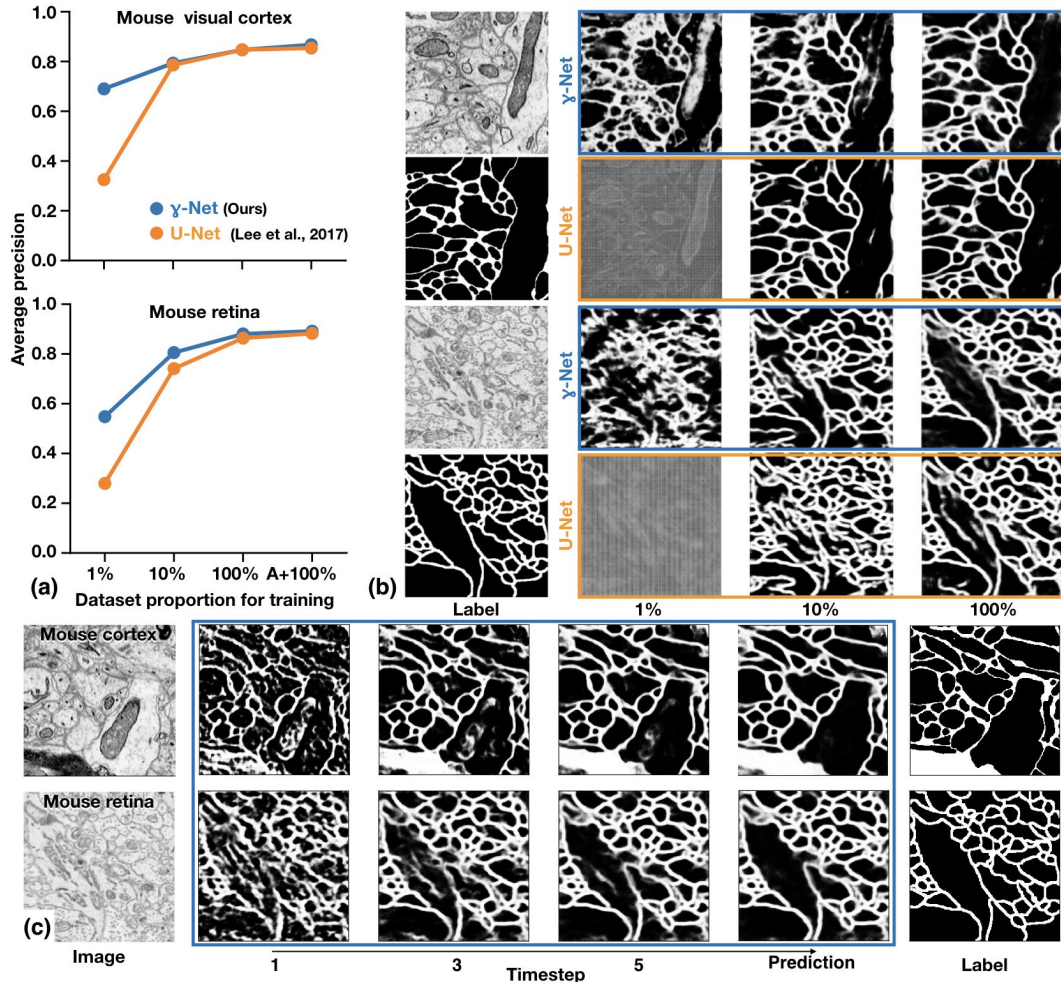 Mouse visual cortex
1.0
0.8
0.6
0.4
0.2
0.0
ɣ-Net (Ours)
U-Net (Lee et al., 2017)
Average precision
Mouse retina
1.0
0.8
0.6
0.4
0.2
0.0
1% 10% 100% A+100%
Dataset proportion for training
(a)
ɣ-Net
U-Net
ɣ-Net
U-Net
(b)
Label 1% 10% 100%
Mouse cortex
Mouse retina
(c)
Image
1 3 5 Prediction
Timestep
Label